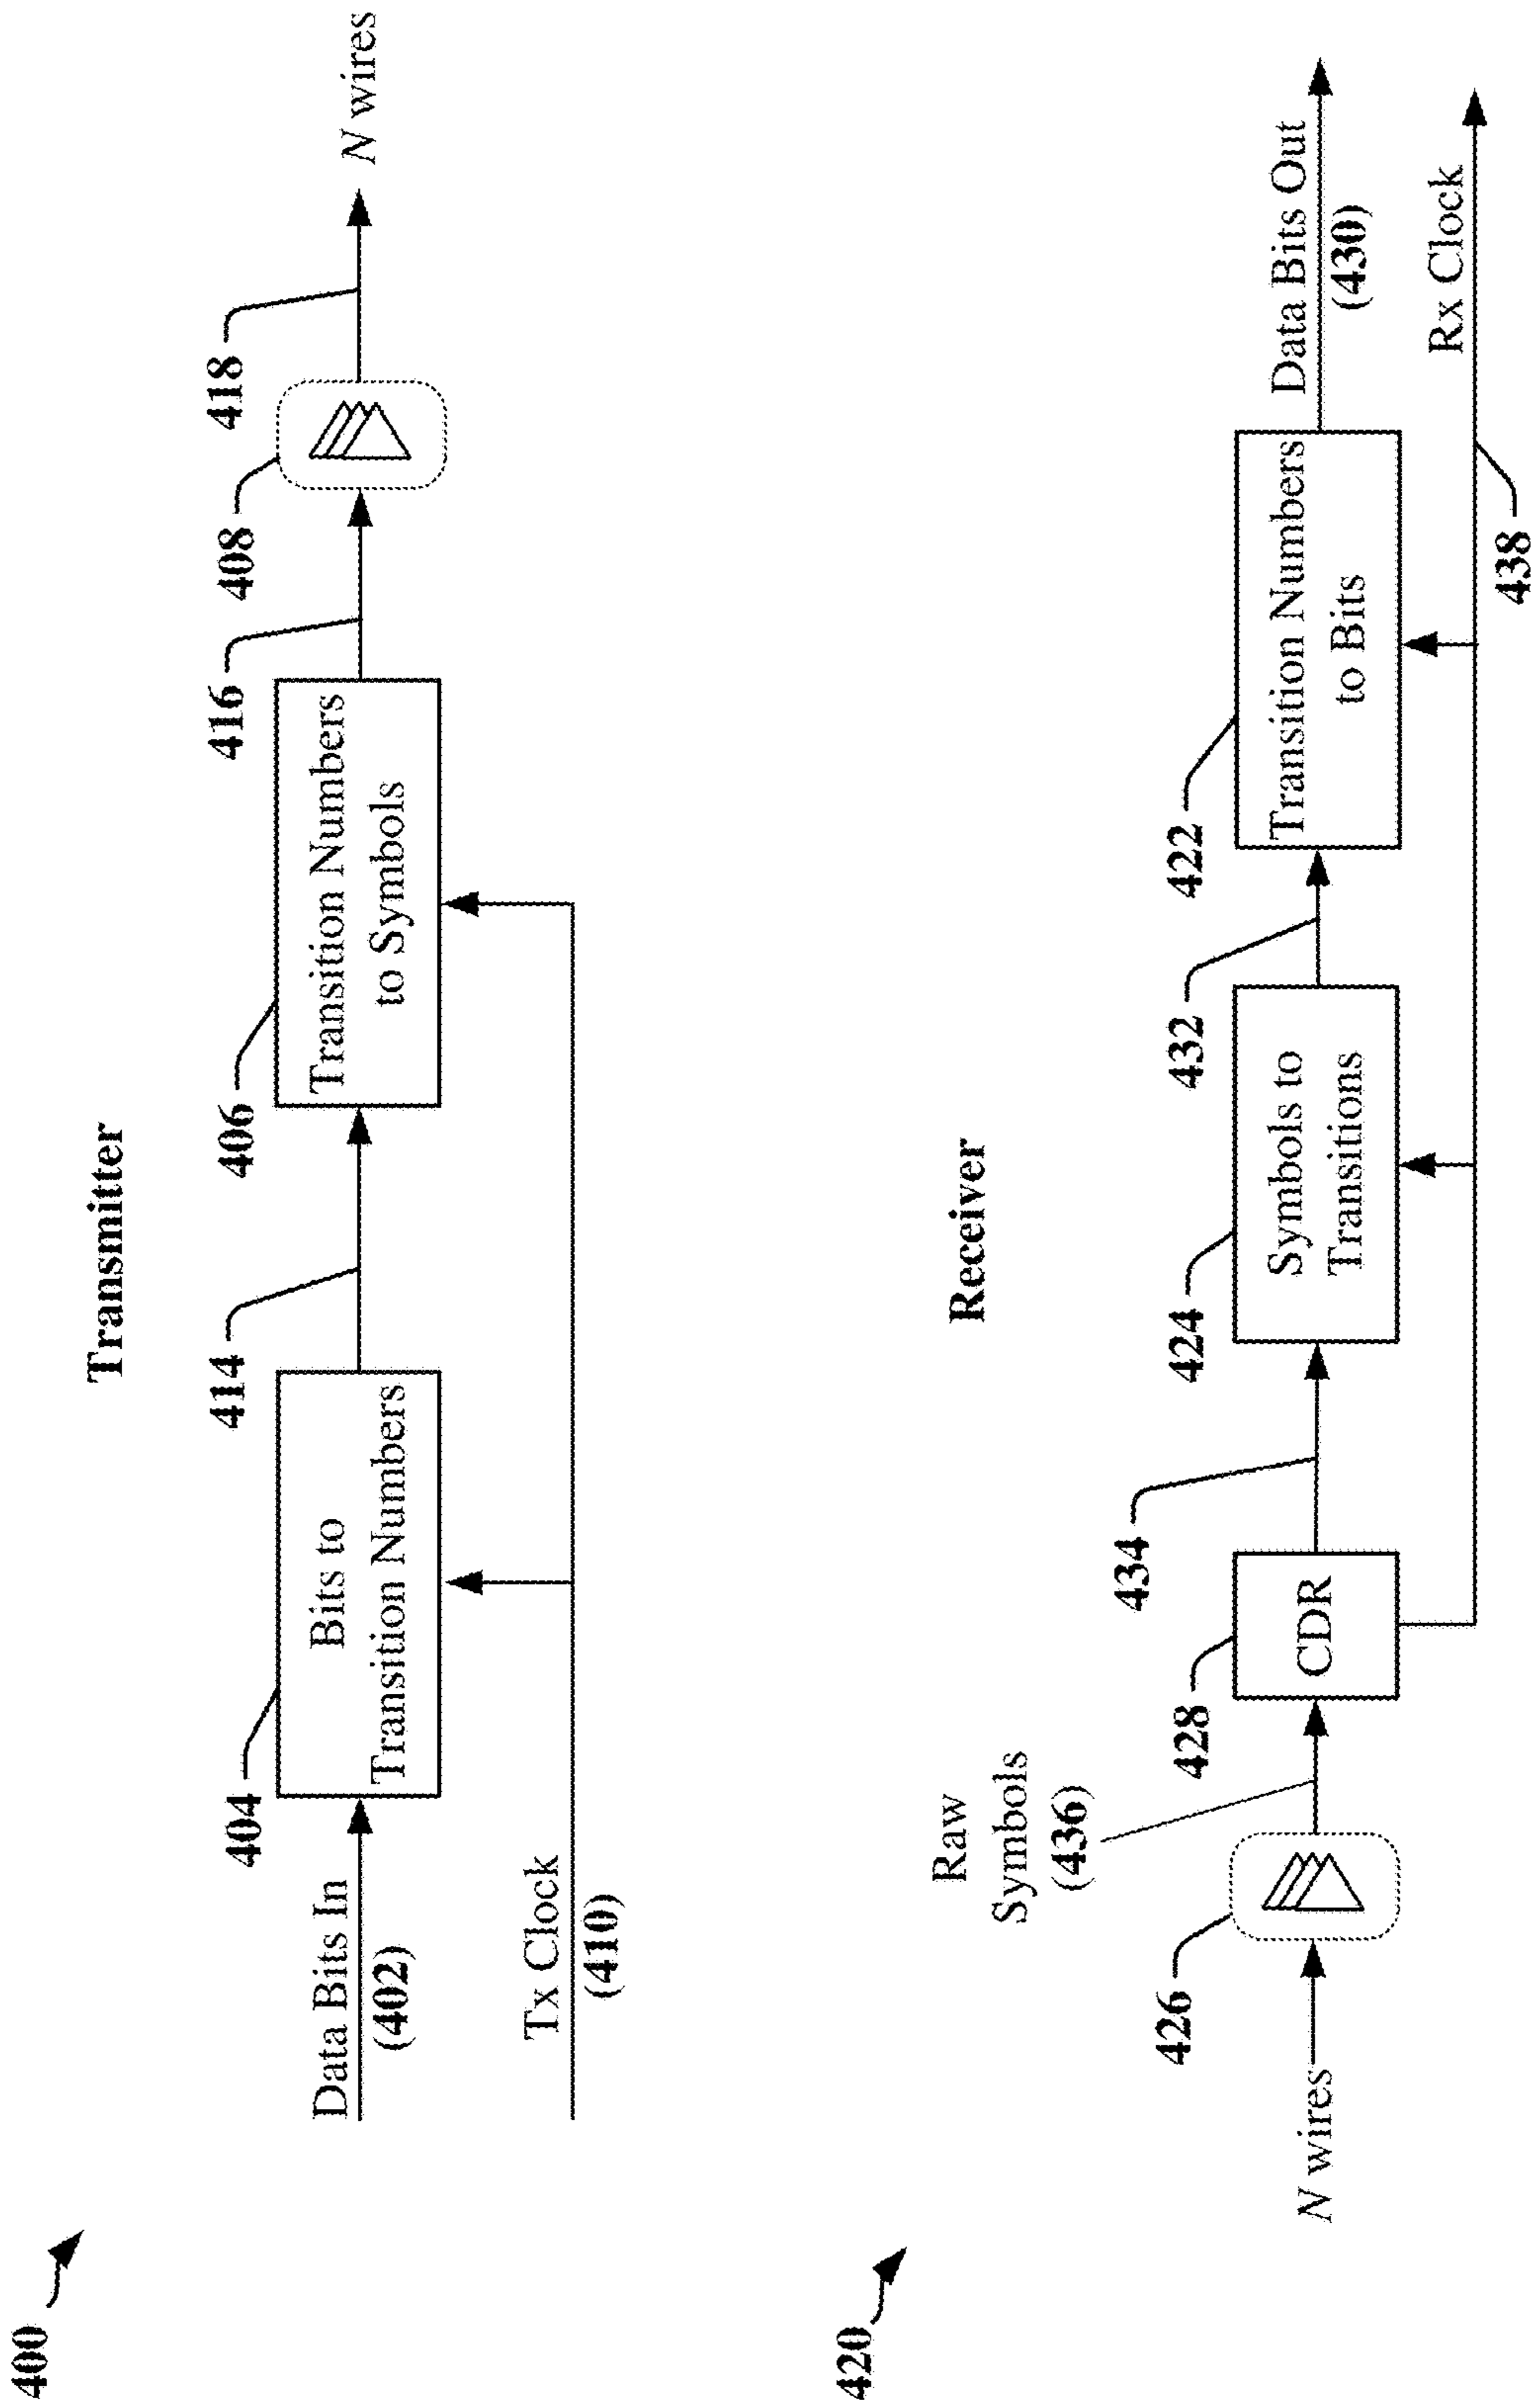 400
Transmitter
404
414
406
416
408
418
Data Bits In
(402)
Bits to
Transition Numbers
Transition Numbers
to Symbols
N wires
Tx Clock
(410)
420
Receiver
Raw
Symbols
(436)
426
428
434
424
432
422
N wires
CDR
Symbols to
Transitions
Transition Numbers
to Bits
Data Bits Out
(430)
Rx Clock
438